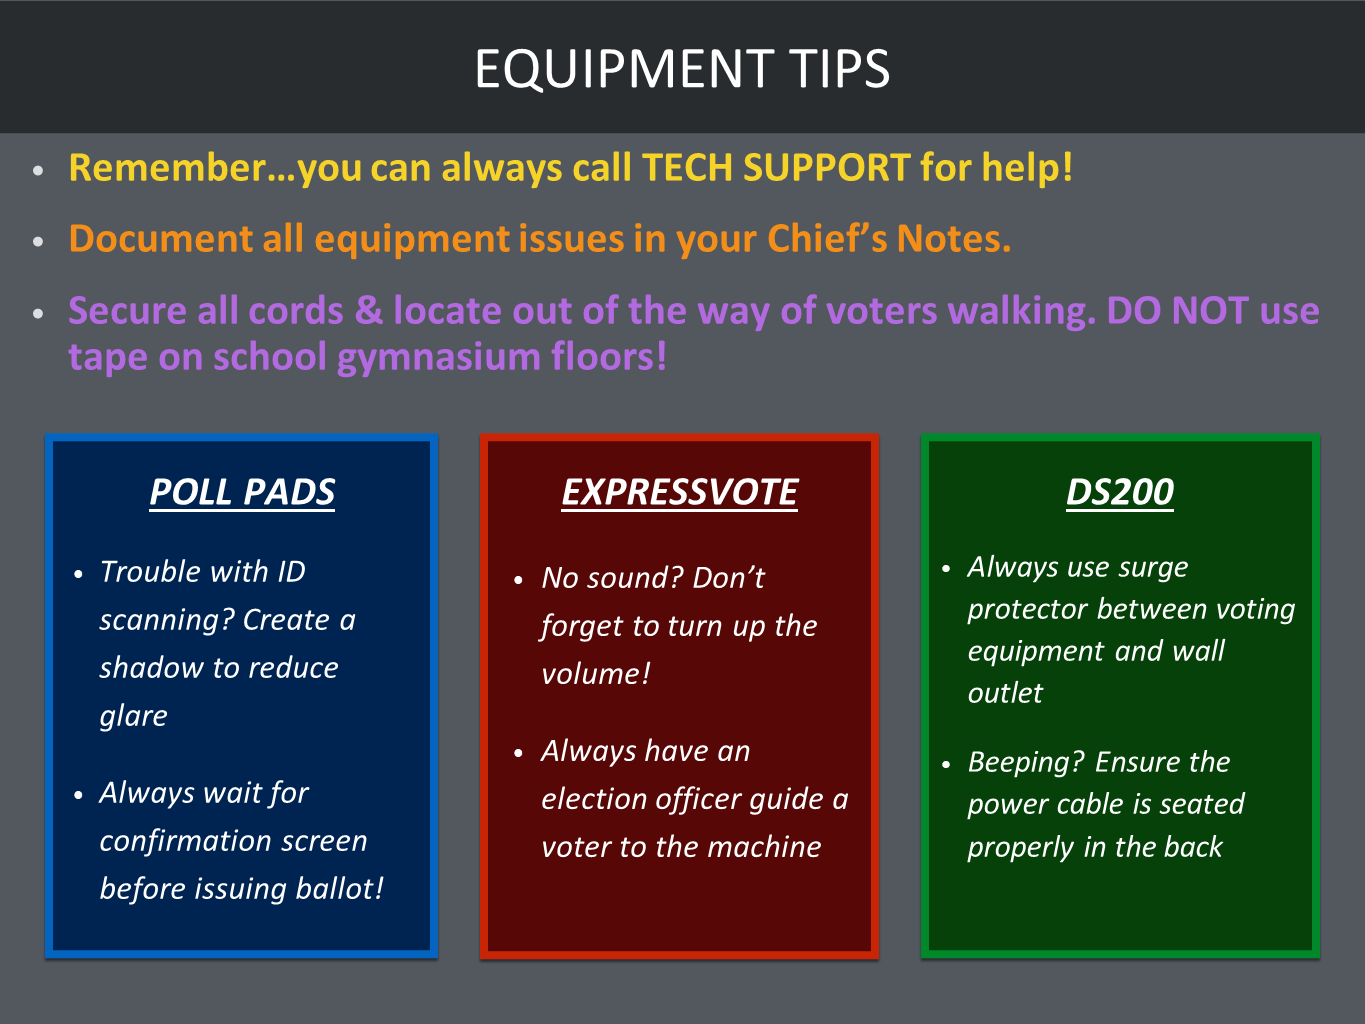 EQUIPMENT TIPS
• Remember…you can always call TECH SUPPORT for help!
• Document all equipment issues in your Chief’s Notes.
• Secure all cords & locate out of the way of voters walking. DO NOT use
tape on school gymnasium floors!
POLL PADS
• Trouble with ID
scanning? Create a
shadow to reduce
glare
• Always wait for
confirmation screen
before issuing ballot!
EXPRESSVOTE
• No sound? Don’t
forget to turn up the
volume!
• Always have an
election officer guide a
voter to the machine
DS200
• Always use surge
protector between voting
equipment and wall
outlet
• Beeping? Ensure the
power cable is seated
properly in the back